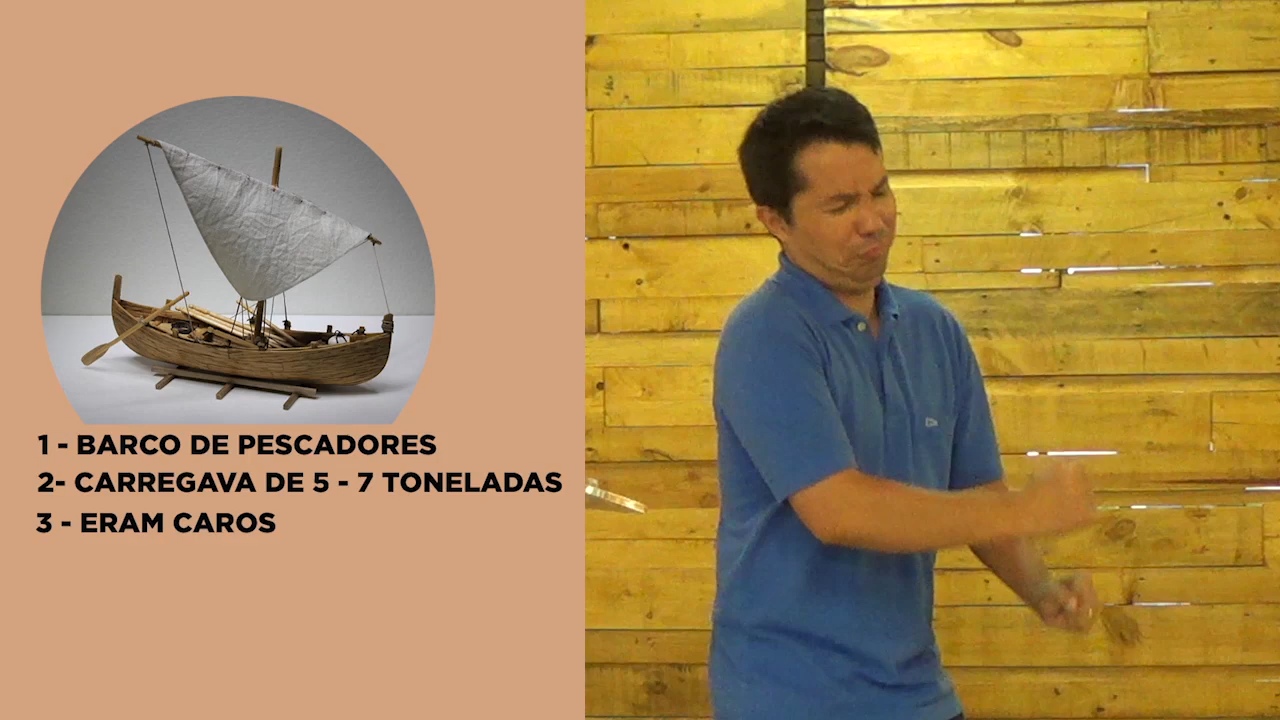 1 - BARCO DE PESCADORES
2- CARREGAVA DE 5 - 7 TONELADAS
3 - ERAM CAROS